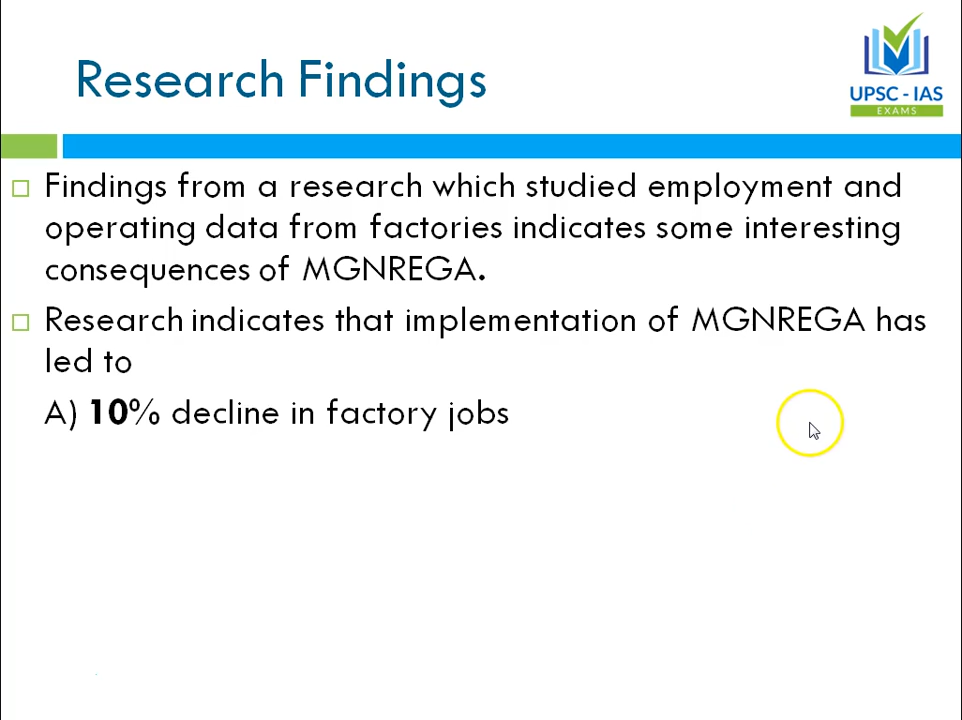 Research Findings
UPSC - IAS
EXAMS
Findings from a research which studied employment and
operating data from factories indicates some interesting
consequences of MGNREGA.
Research indicates that implementation of MGNREGA has
led to
A) 10% decline in factory jobs